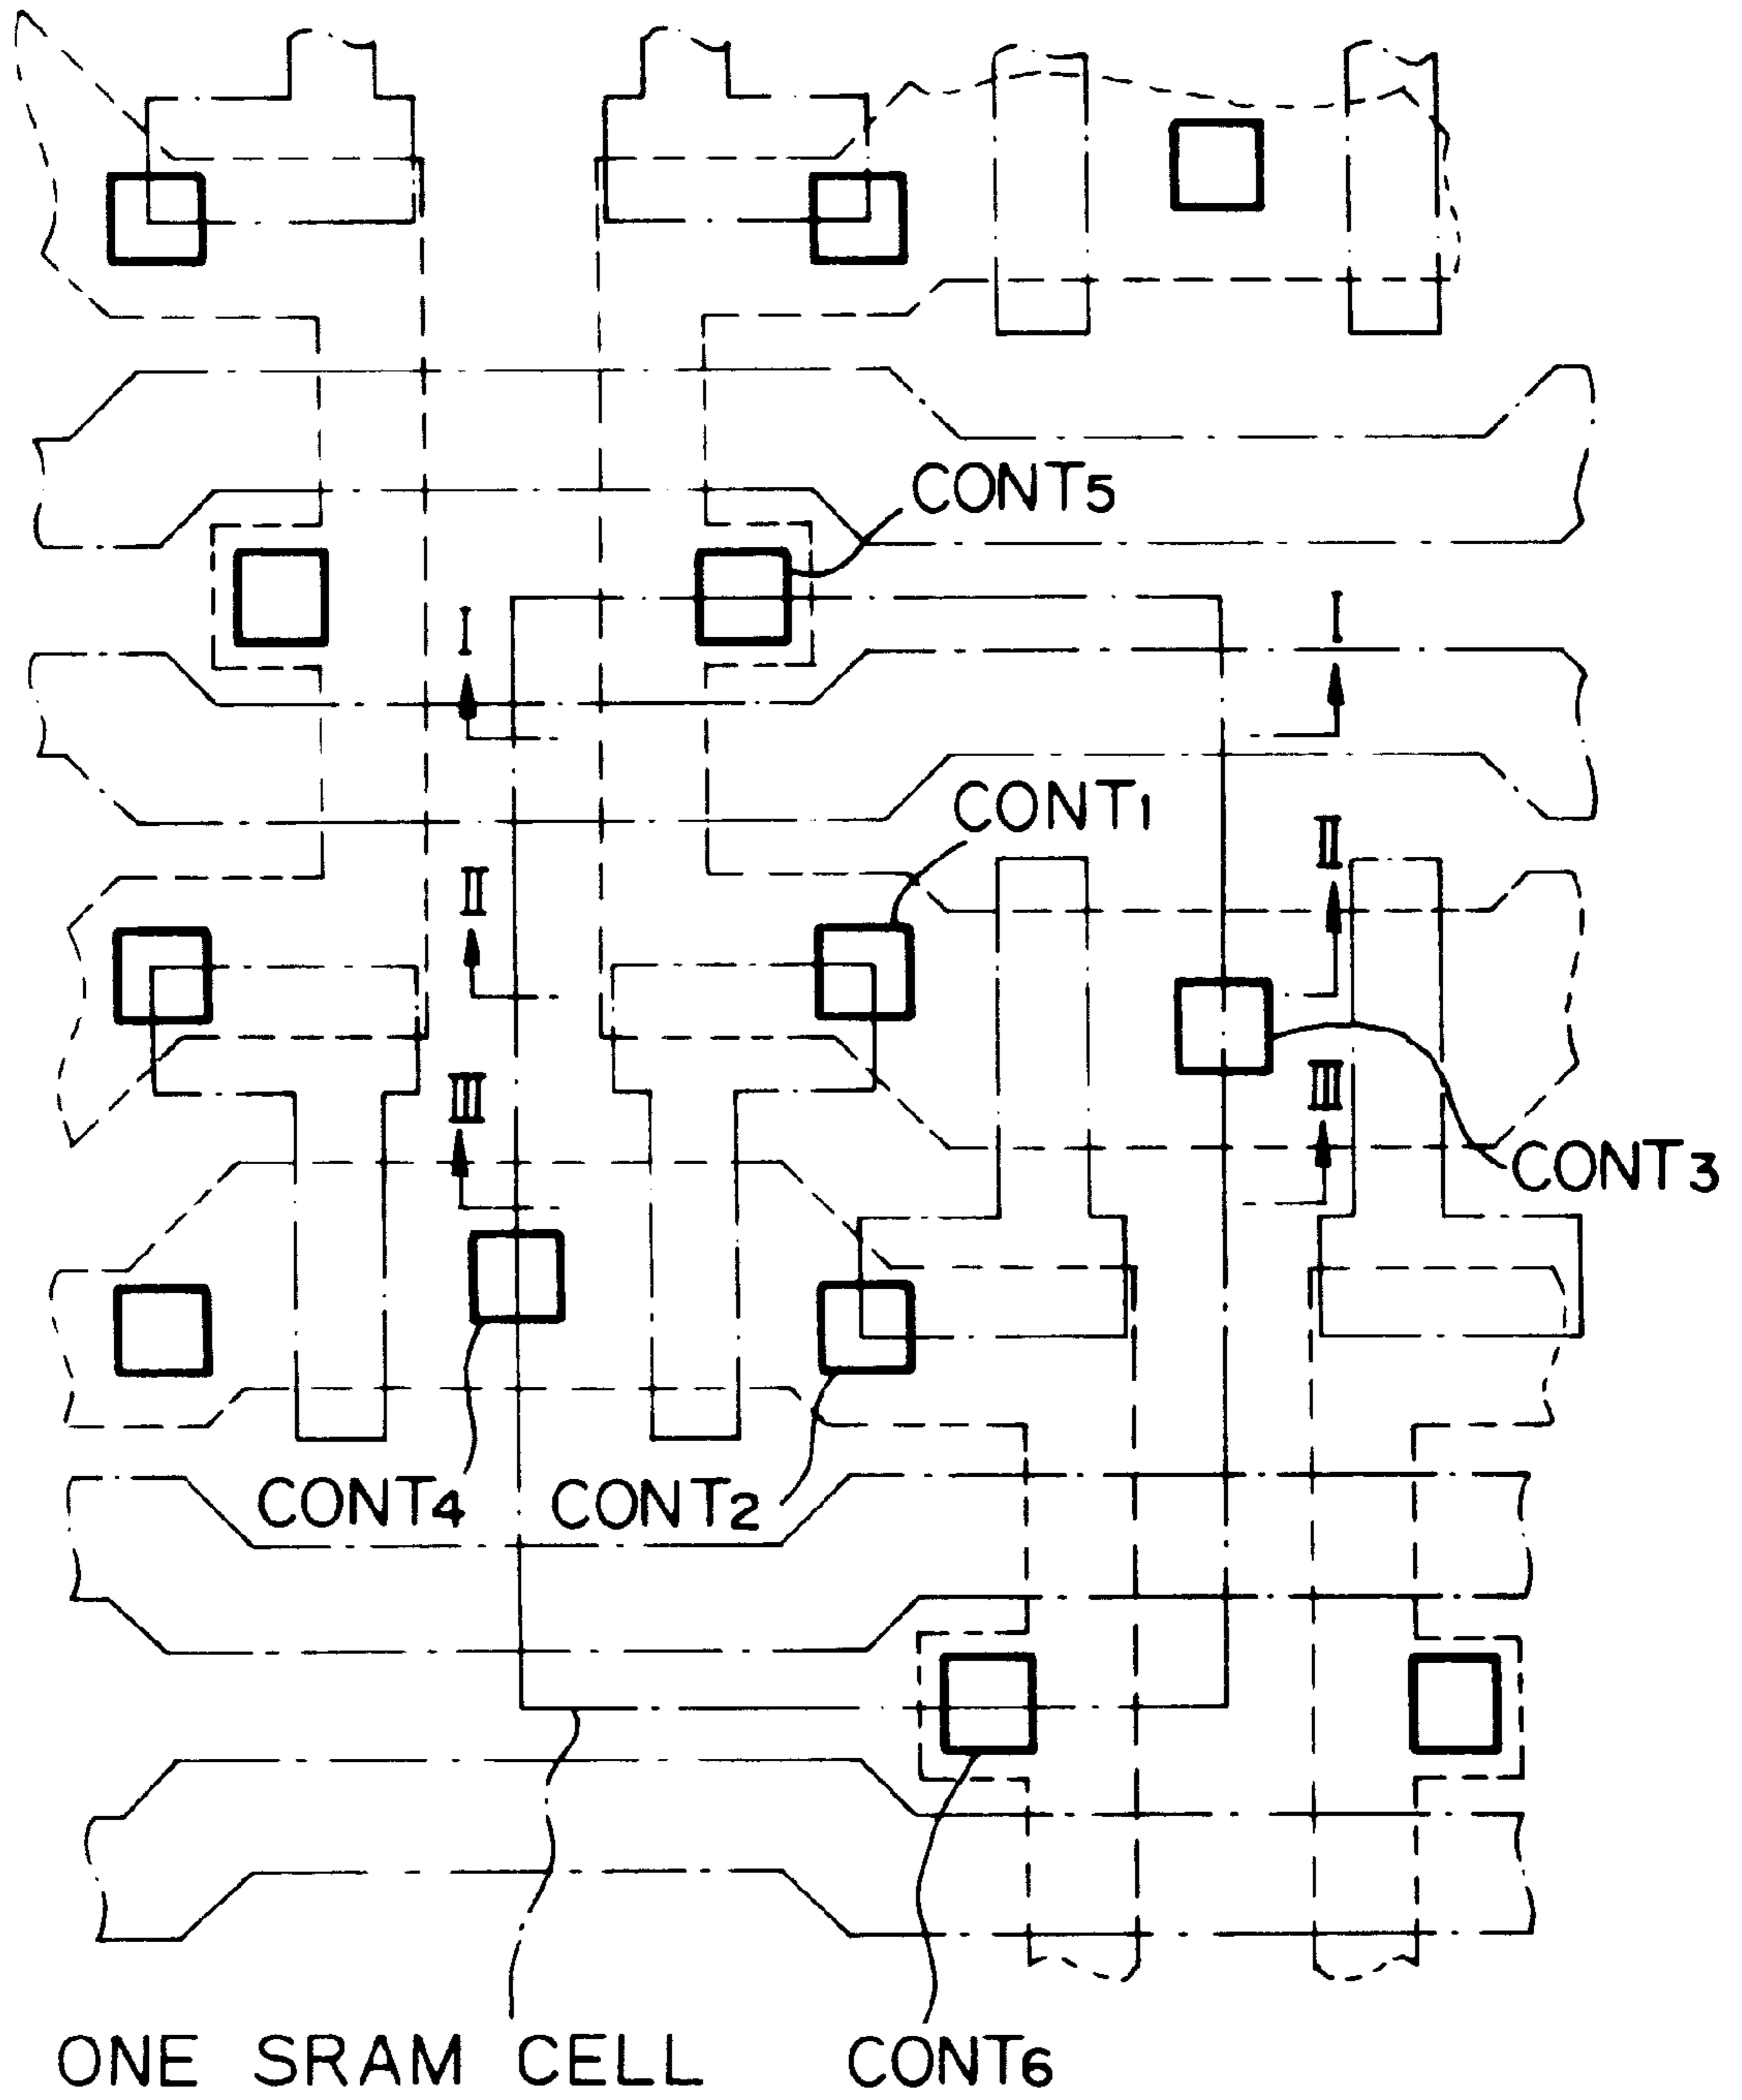 CONT5
I I
CONT1
II
II
III III
CONT3
CONT4 CONT2
ONE SRAM CELL CONT6